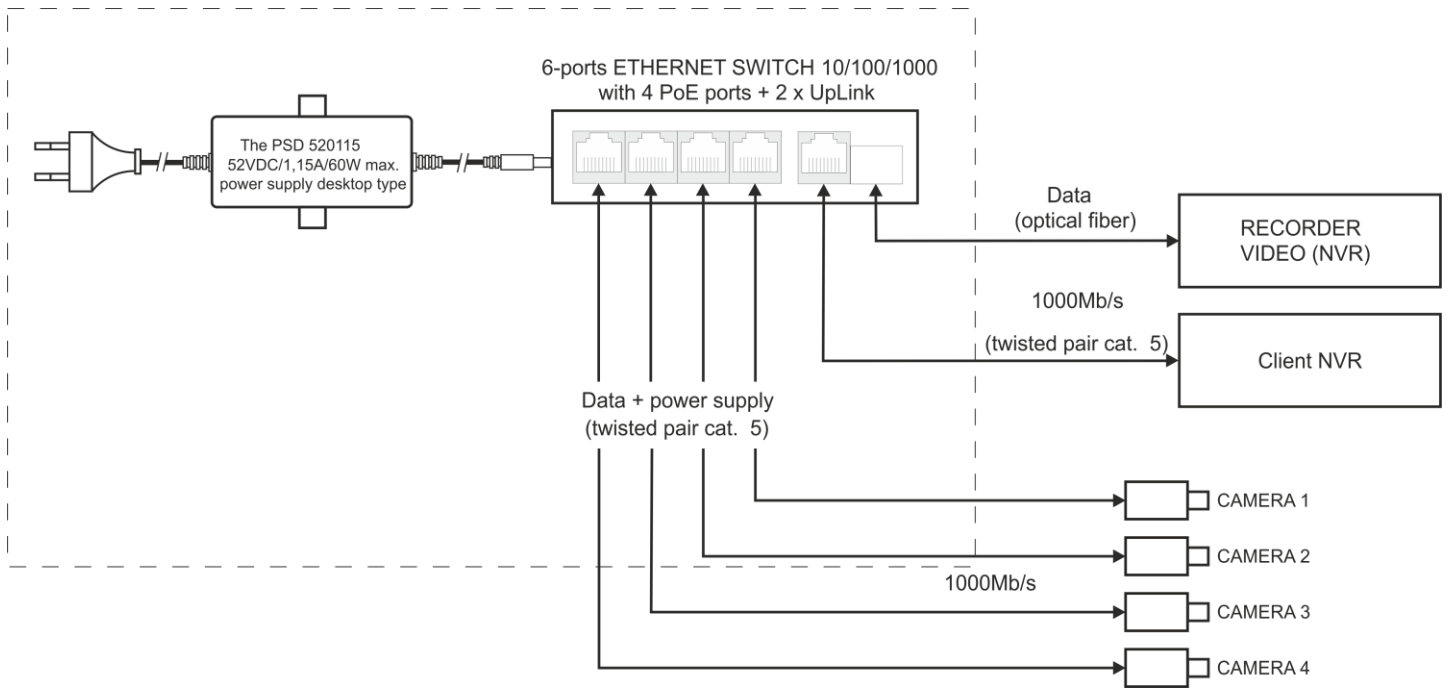 6-ports ETHERNET SWITCH 10/100/1000
with 4 PoE ports + 2 x UpLink
The PSD 520115
52VDC/1,15A/60W max.
power supply desktop type
Data
(optical fiber)
RECORDER
VIDEO (NVR)
1000Mb/s
(twisted pair cat. 5)
Client NVR
Data + power supply
(twisted pair cat. 5)
CAMERA 1
CAMERA 2
1000Mb/s
CAMERA 3
CAMERA 4